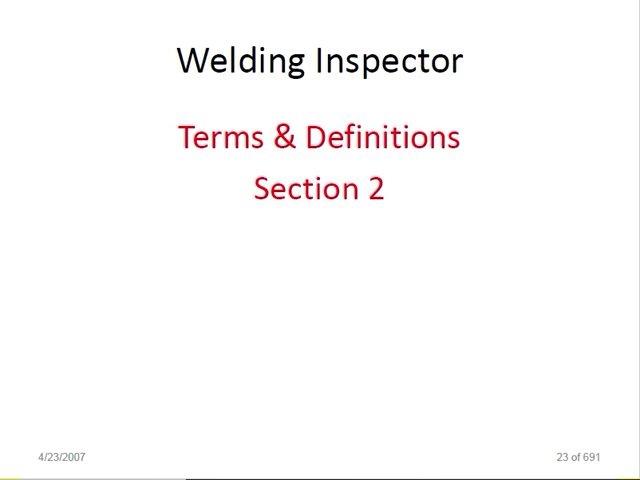 Welding Inspector
Terms & Definitions
Section 2
4/23/2007
23 of 691